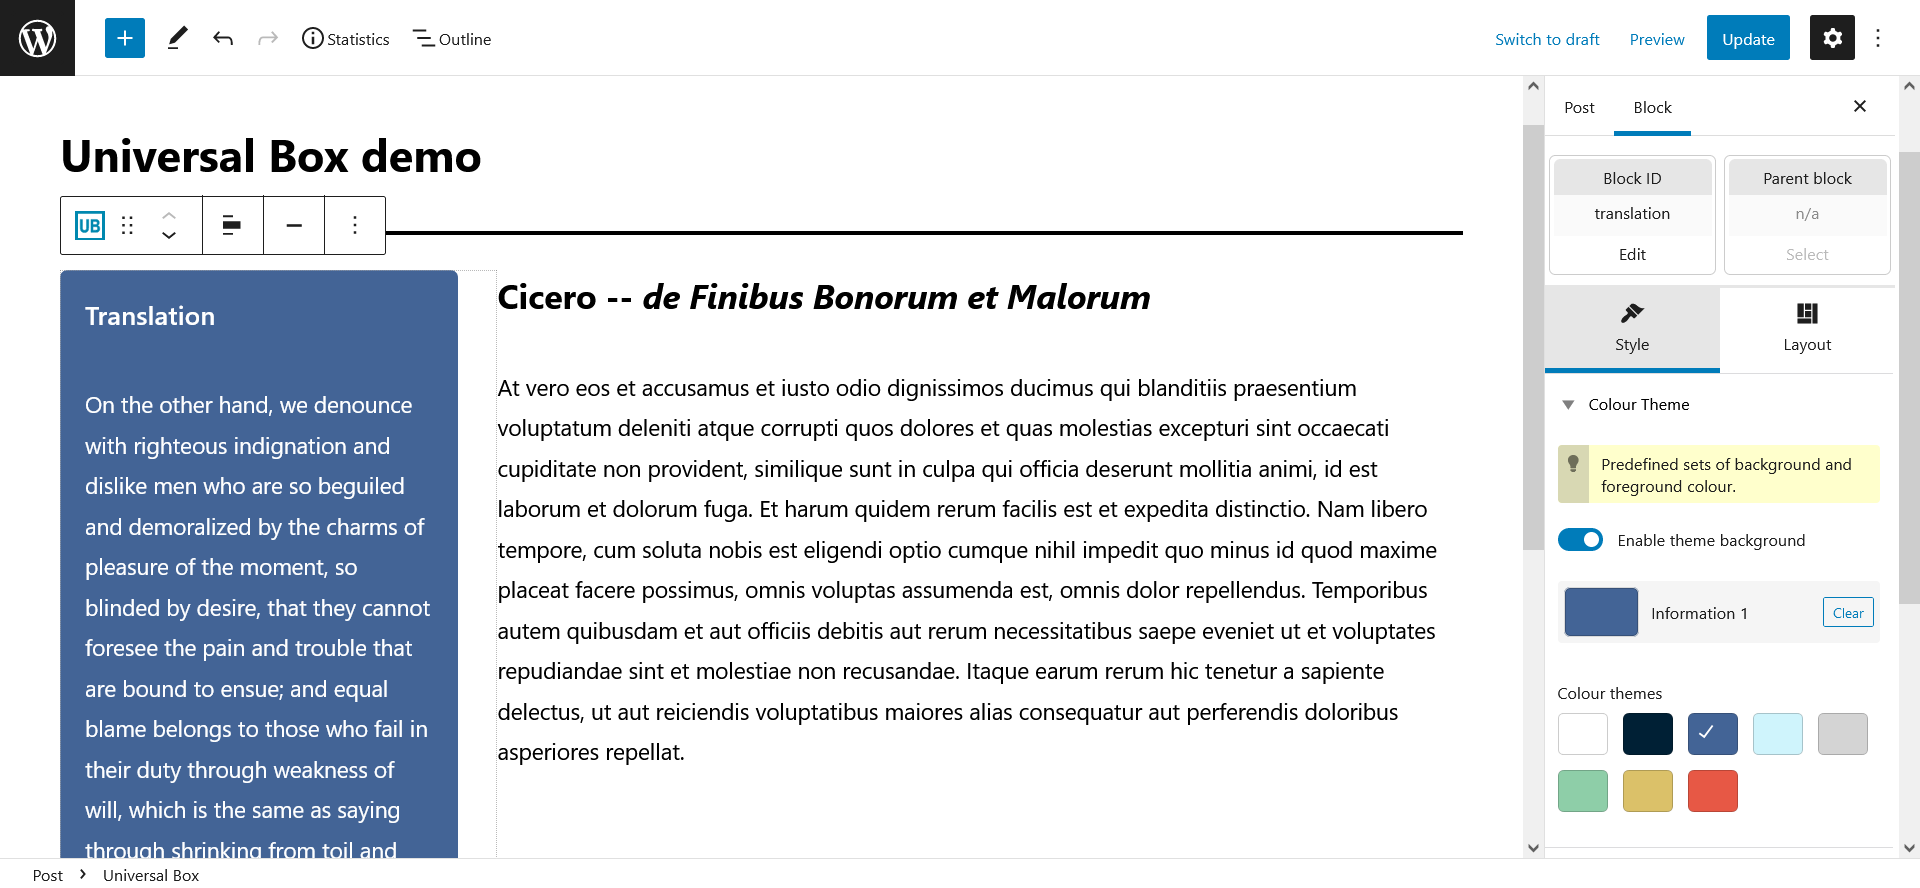 Statistics
Outline
Switch to draft
Preview
Update
Universal Box demo
UB
Translation
On the other hand, we denounce
with righteous indignation and
dislike men who are so beguiled
and demoralized by the charms of
pleasure of the moment, so
blinded by desire, that they cannot
foresee the pain and trouble that
are bound to ensue; and equal
blame belongs to those who fail in
their duty through weakness of
will, which is the same as saying
through shrinking from toil and
Cicero -- de Finibus Bonorum et Malorum
At vero eos et accusamus et iusto odio dignissimos ducimus qui blanditiis praesentium
voluptatum deleniti atque corrupti quos dolores et quas molestias excepturi sint occaecati
cupiditate non provident, similique sunt in culpa qui officia deserunt mollitia animi, id est
laborum et dolorum fuga. Et harum quidem rerum facilis est et expedita distinctio. Nam libero
tempore, cum soluta nobis est eligendi optio cumque nihil impedit quo minus id quod maxime
placeat facere possimus, omnis voluptas assumenda est, omnis dolor repellendus. Temporibus
autem quibusdam et aut officiis debitis aut rerum necessitatibus saepe eveniet ut et voluptates
repudiandae sint et molestiae non recusandae. Itaque earum rerum hic tenetur a sapiente
delectus, ut aut reiciendis voluptatibus maiores alias consequatur aut perferendis doloribus
asperiores repellat.
Post
Block
Block ID
translation
Edit
Parent block
n/a
Select
Style
Layout
Colour Theme
Predefined sets of background and
foreground colour.
Enable theme background
Information 1
Clear
Colour themes
Post
Universal Box